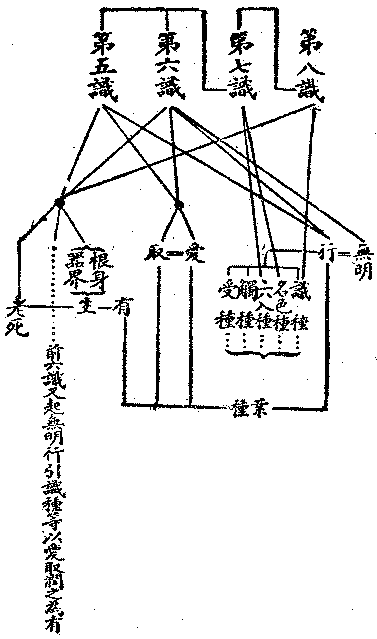 第八識
第七識
第六識
第五識
無明
行
愛
取
識種
名色種
六入種
觸種
受種
根身
器界
有
生
老死
業種
前六識又起無明行引識種等以愛取潤之為有